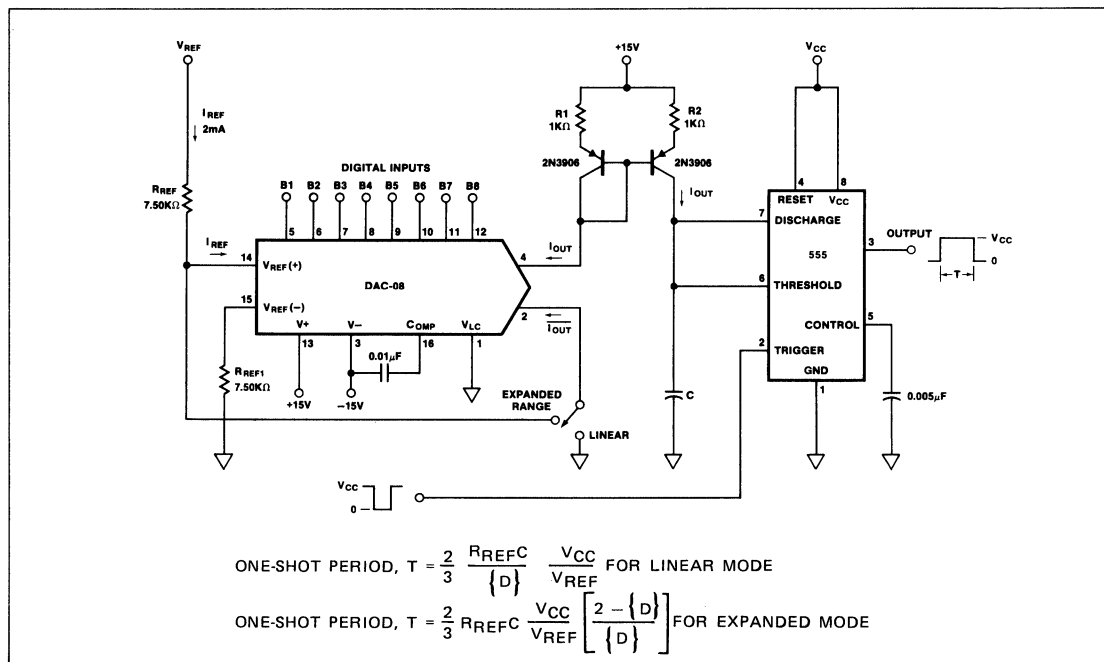 VREF
+15V
VCC
IREF
2mA
R1
1KΩ
R2
1KΩ
2N3906
2N3906
DIGITAL INPUTS
B1 B2 B3 B4 B5 B6 B7 B8
RREF
7.50KΩ
IOUT
4 8
RESET VCC
7 DISCHARGE
5 6 7 8 9 10 11 12
IREF
14 VREF(+)
IOUT
4
OUTPUT
3
VCC
0
T
555
DAC-08
6 THRESHOLD
15 VREF(−)
2
IOUT
V+ V− COMP VLC
13 3 16 1
CONTROL 5
2 TRIGGER
GND
1
0.01µF
RREF1
7.50KΩ
+15V −15V
EXPANDED
RANGE
LINEAR
C
0.005µF
VCC
0
ONE-SHOT PERIOD, T = 2/3 RREFC/{D} VCC/VREF FOR LINEAR MODE
ONE-SHOT PERIOD, T = 2/3 RREFC VCC/VREF [2 − {D}/{D}] FOR EXPANDED MODE